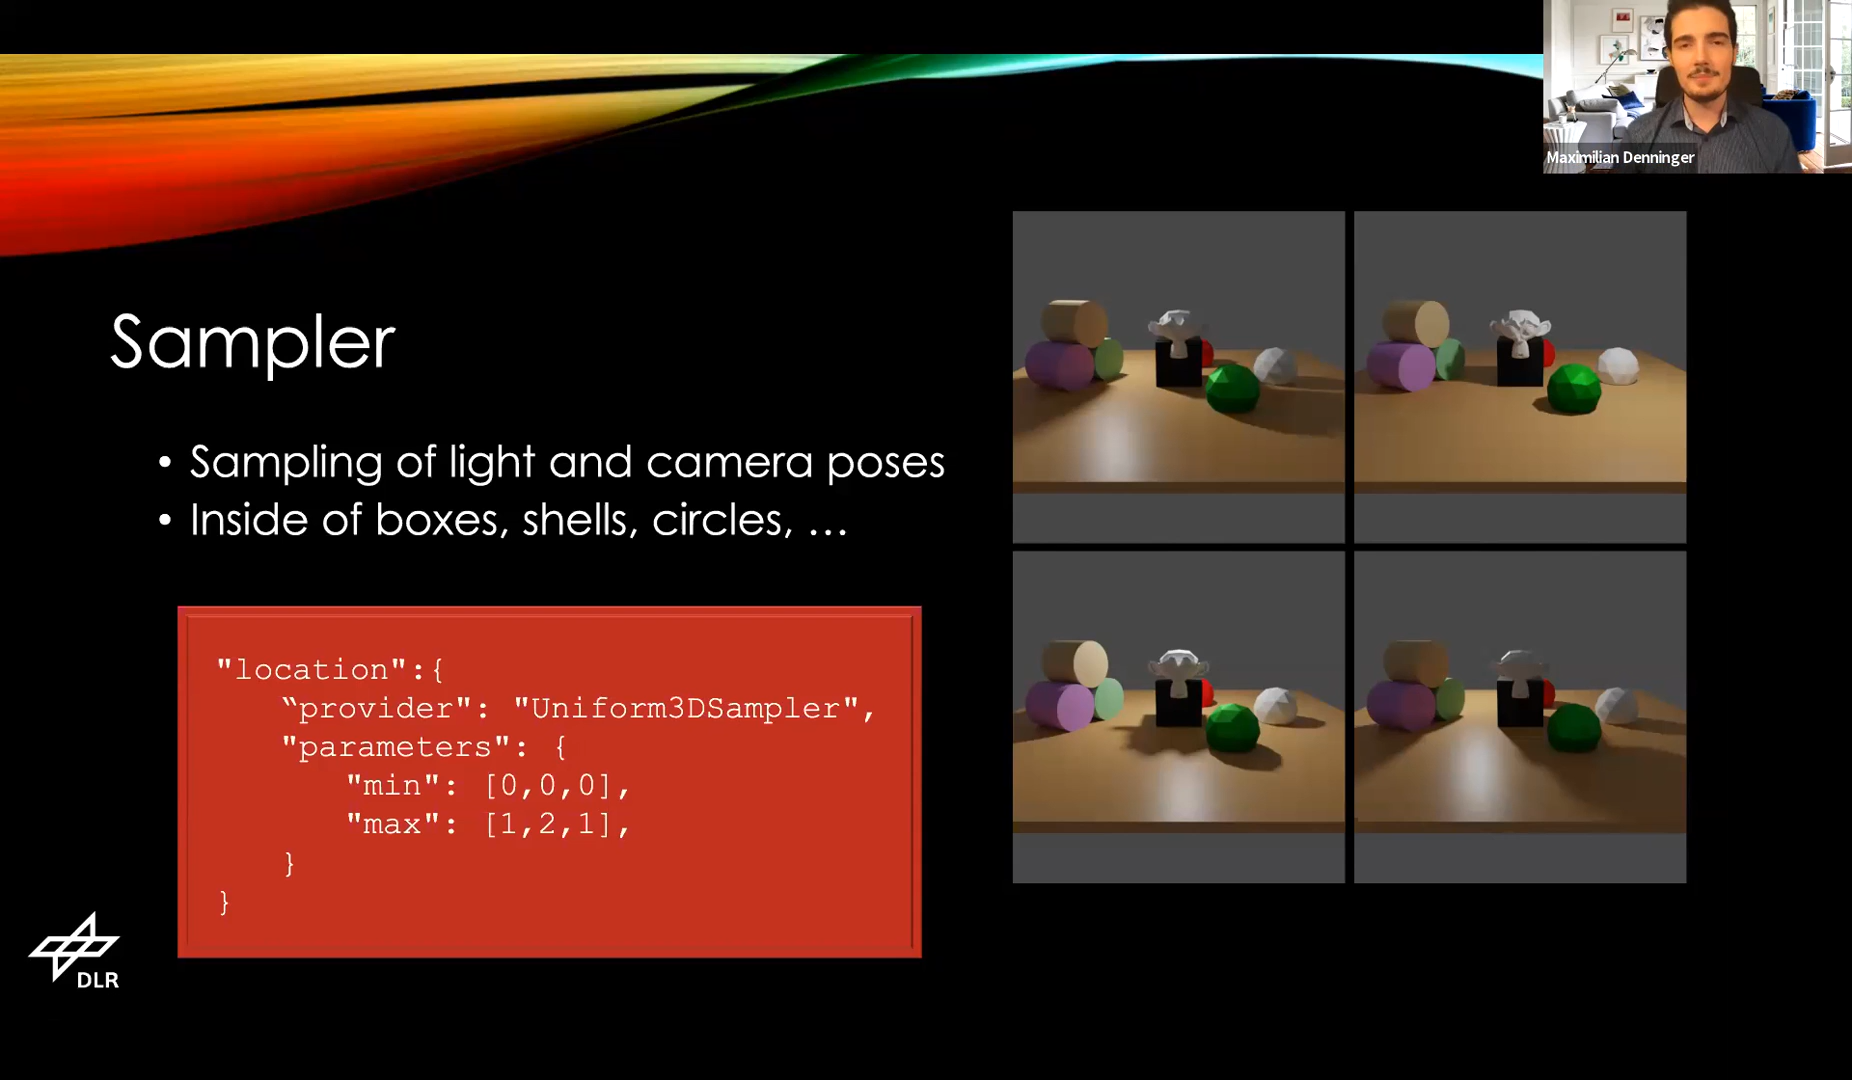 Maximilian Denninger
Sampler
• Sampling of light and camera poses
• Inside of boxes, shells, circles, …
"location":{
“provider": "Uniform3DSampler",
"parameters": {
"min": [0,0,0],
"max": [1,2,1],
}
}
DLR